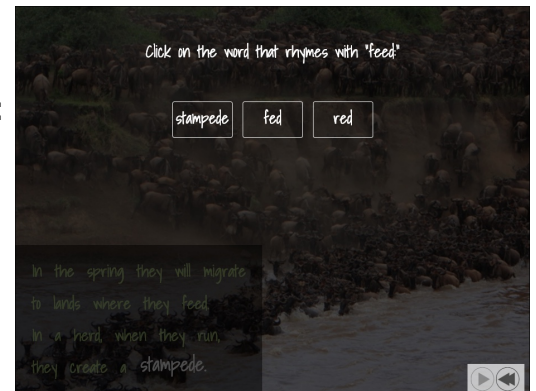 Click on the word that rhymes with "feed."
stampede fed red
In the spring they will migrate
to lands where they feed.
In a herd, when they run,
they create a stampede.